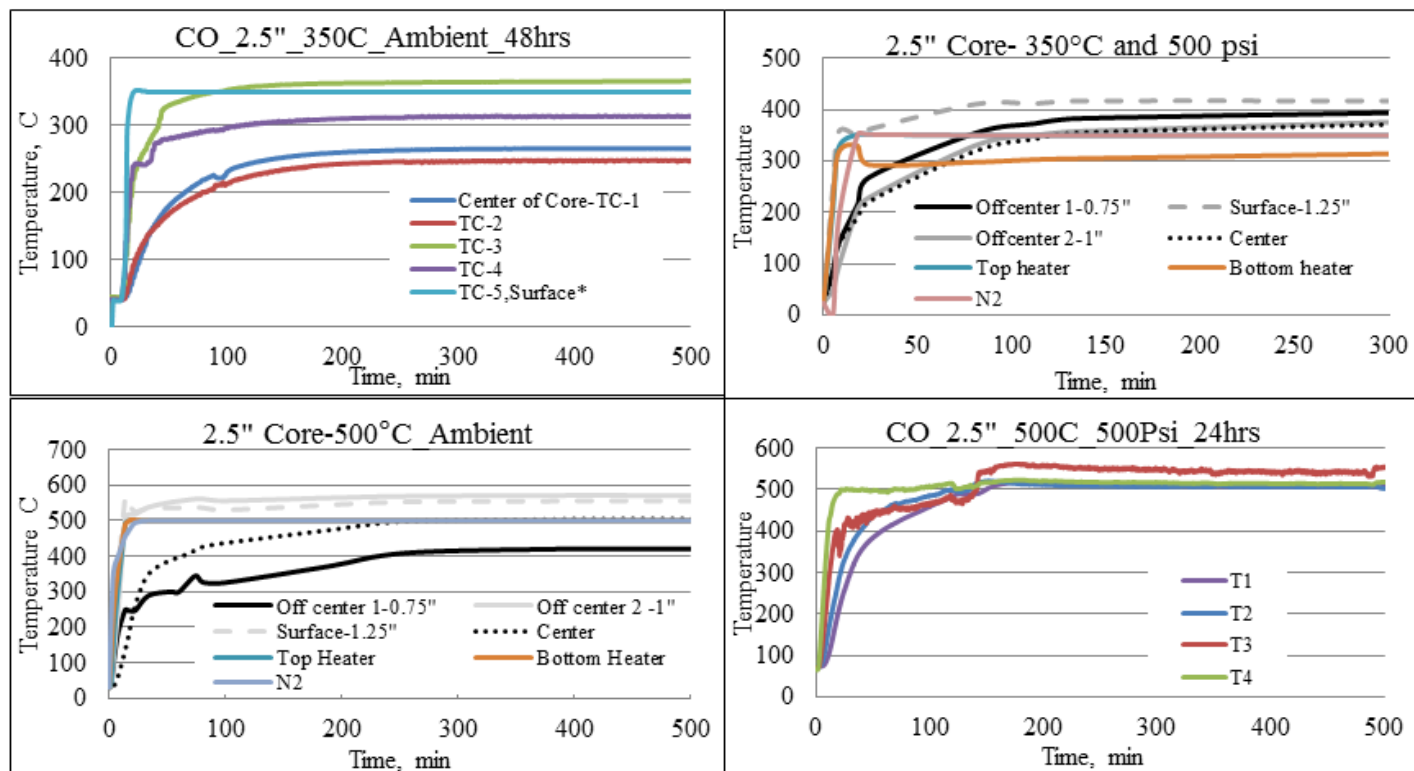 CO_2.5"_350C_Ambient_48hrs
400
300
200
100
0
Temperature, C
Center of Core-TC-1
TC-2
TC-3
TC-4
TC-5,Surface*
0 100 200 300 400 500
Time, min
2.5" Core- 350°C and 500 psi
500
400
300
200
100
0
Temperature
Offcenter 1-0.75" Surface-1.25"
Offcenter 2-1" Center
Top heater Bottom heater
N2
0 50 100 150 200 250 300
Time, min
2.5" Core-500°C_Ambient
700
600
500
400
300
200
100
0
Temperature C
Off center 1-0.75" Off center 2 -1"
Surface-1.25" Center
Top Heater Bottom Heater
N2
0 100 200 300 400 500
Time, min
CO_2.5"_500C_500Psi_24hrs
600
500
400
300
200
100
0
Temperature
T1
T2
T3
T4
0 100 200 300 400 500
Time, min